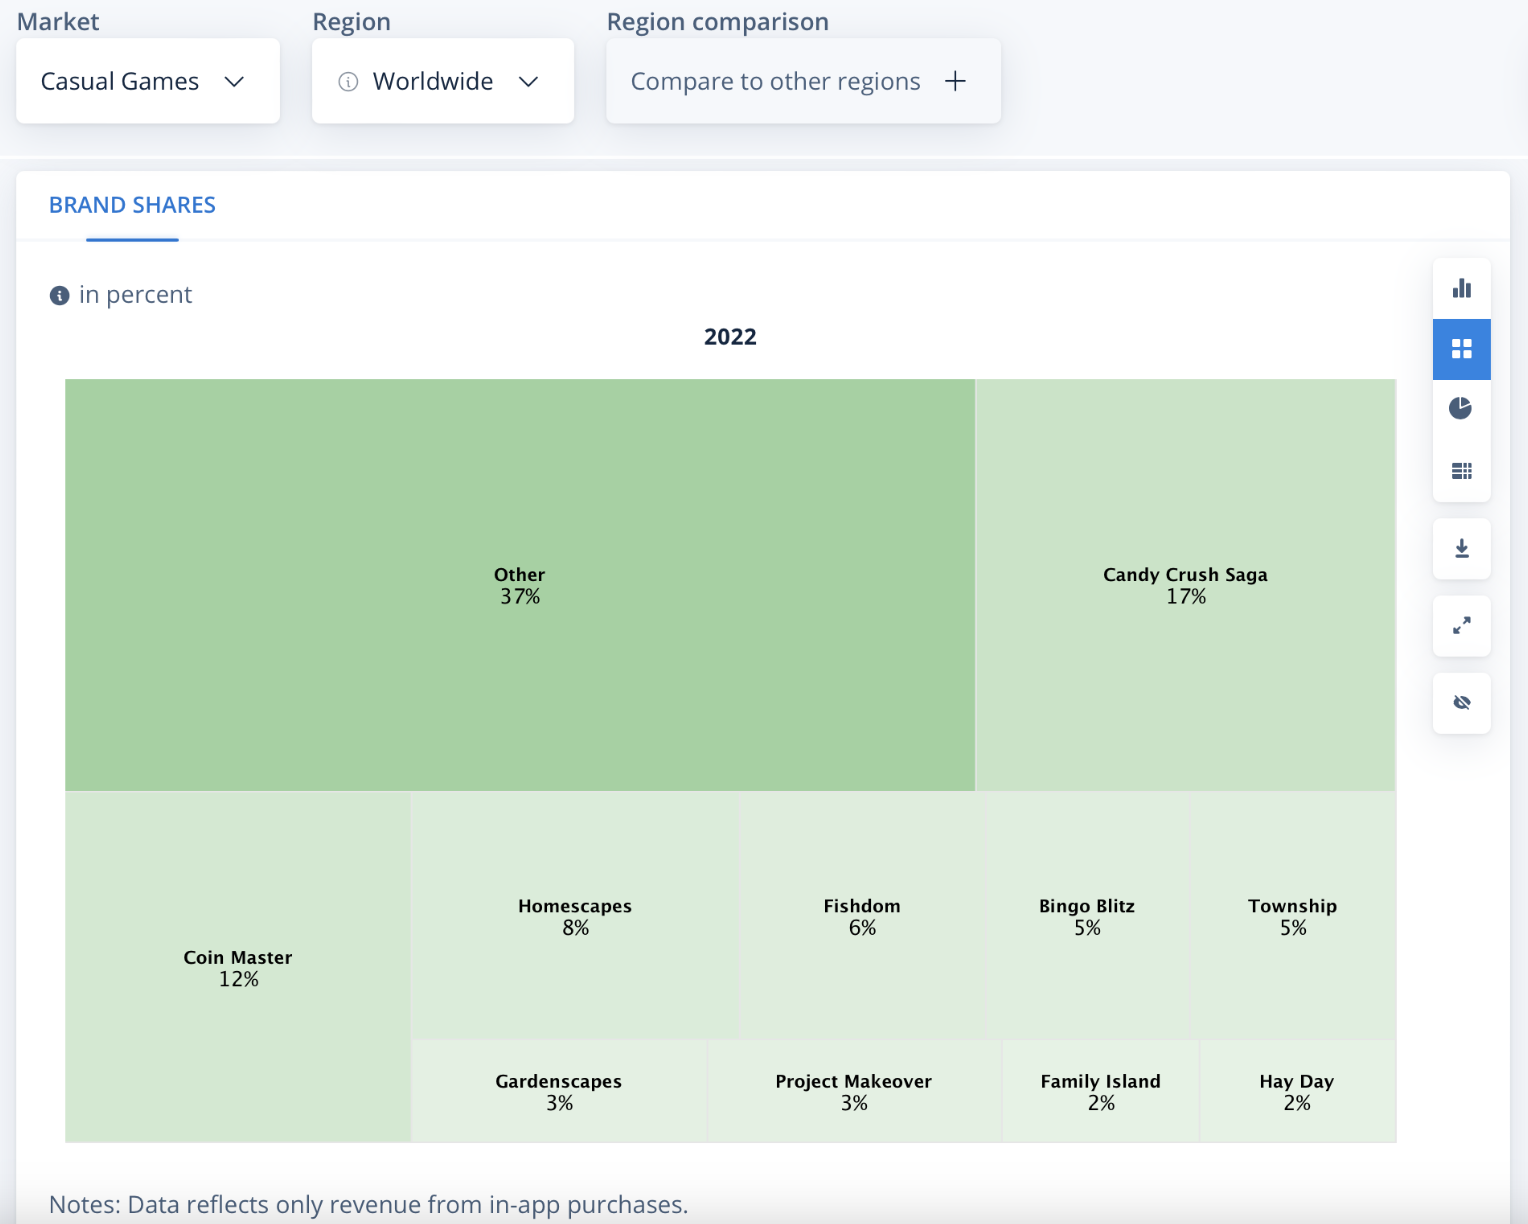 Market
Region
Region comparison
Casual Games
Worldwide
Compare to other regions +
BRAND SHARES
in percent
2022
Other
37%
Candy Crush Saga
17%
Coin Master
12%
Homescapes
8%
Fishdom
6%
Bingo Blitz
5%
Township
5%
Gardenscapes
3%
Project Makeover
3%
Family Island
2%
Hay Day
2%
Notes: Data reflects only revenue from in-app purchases.